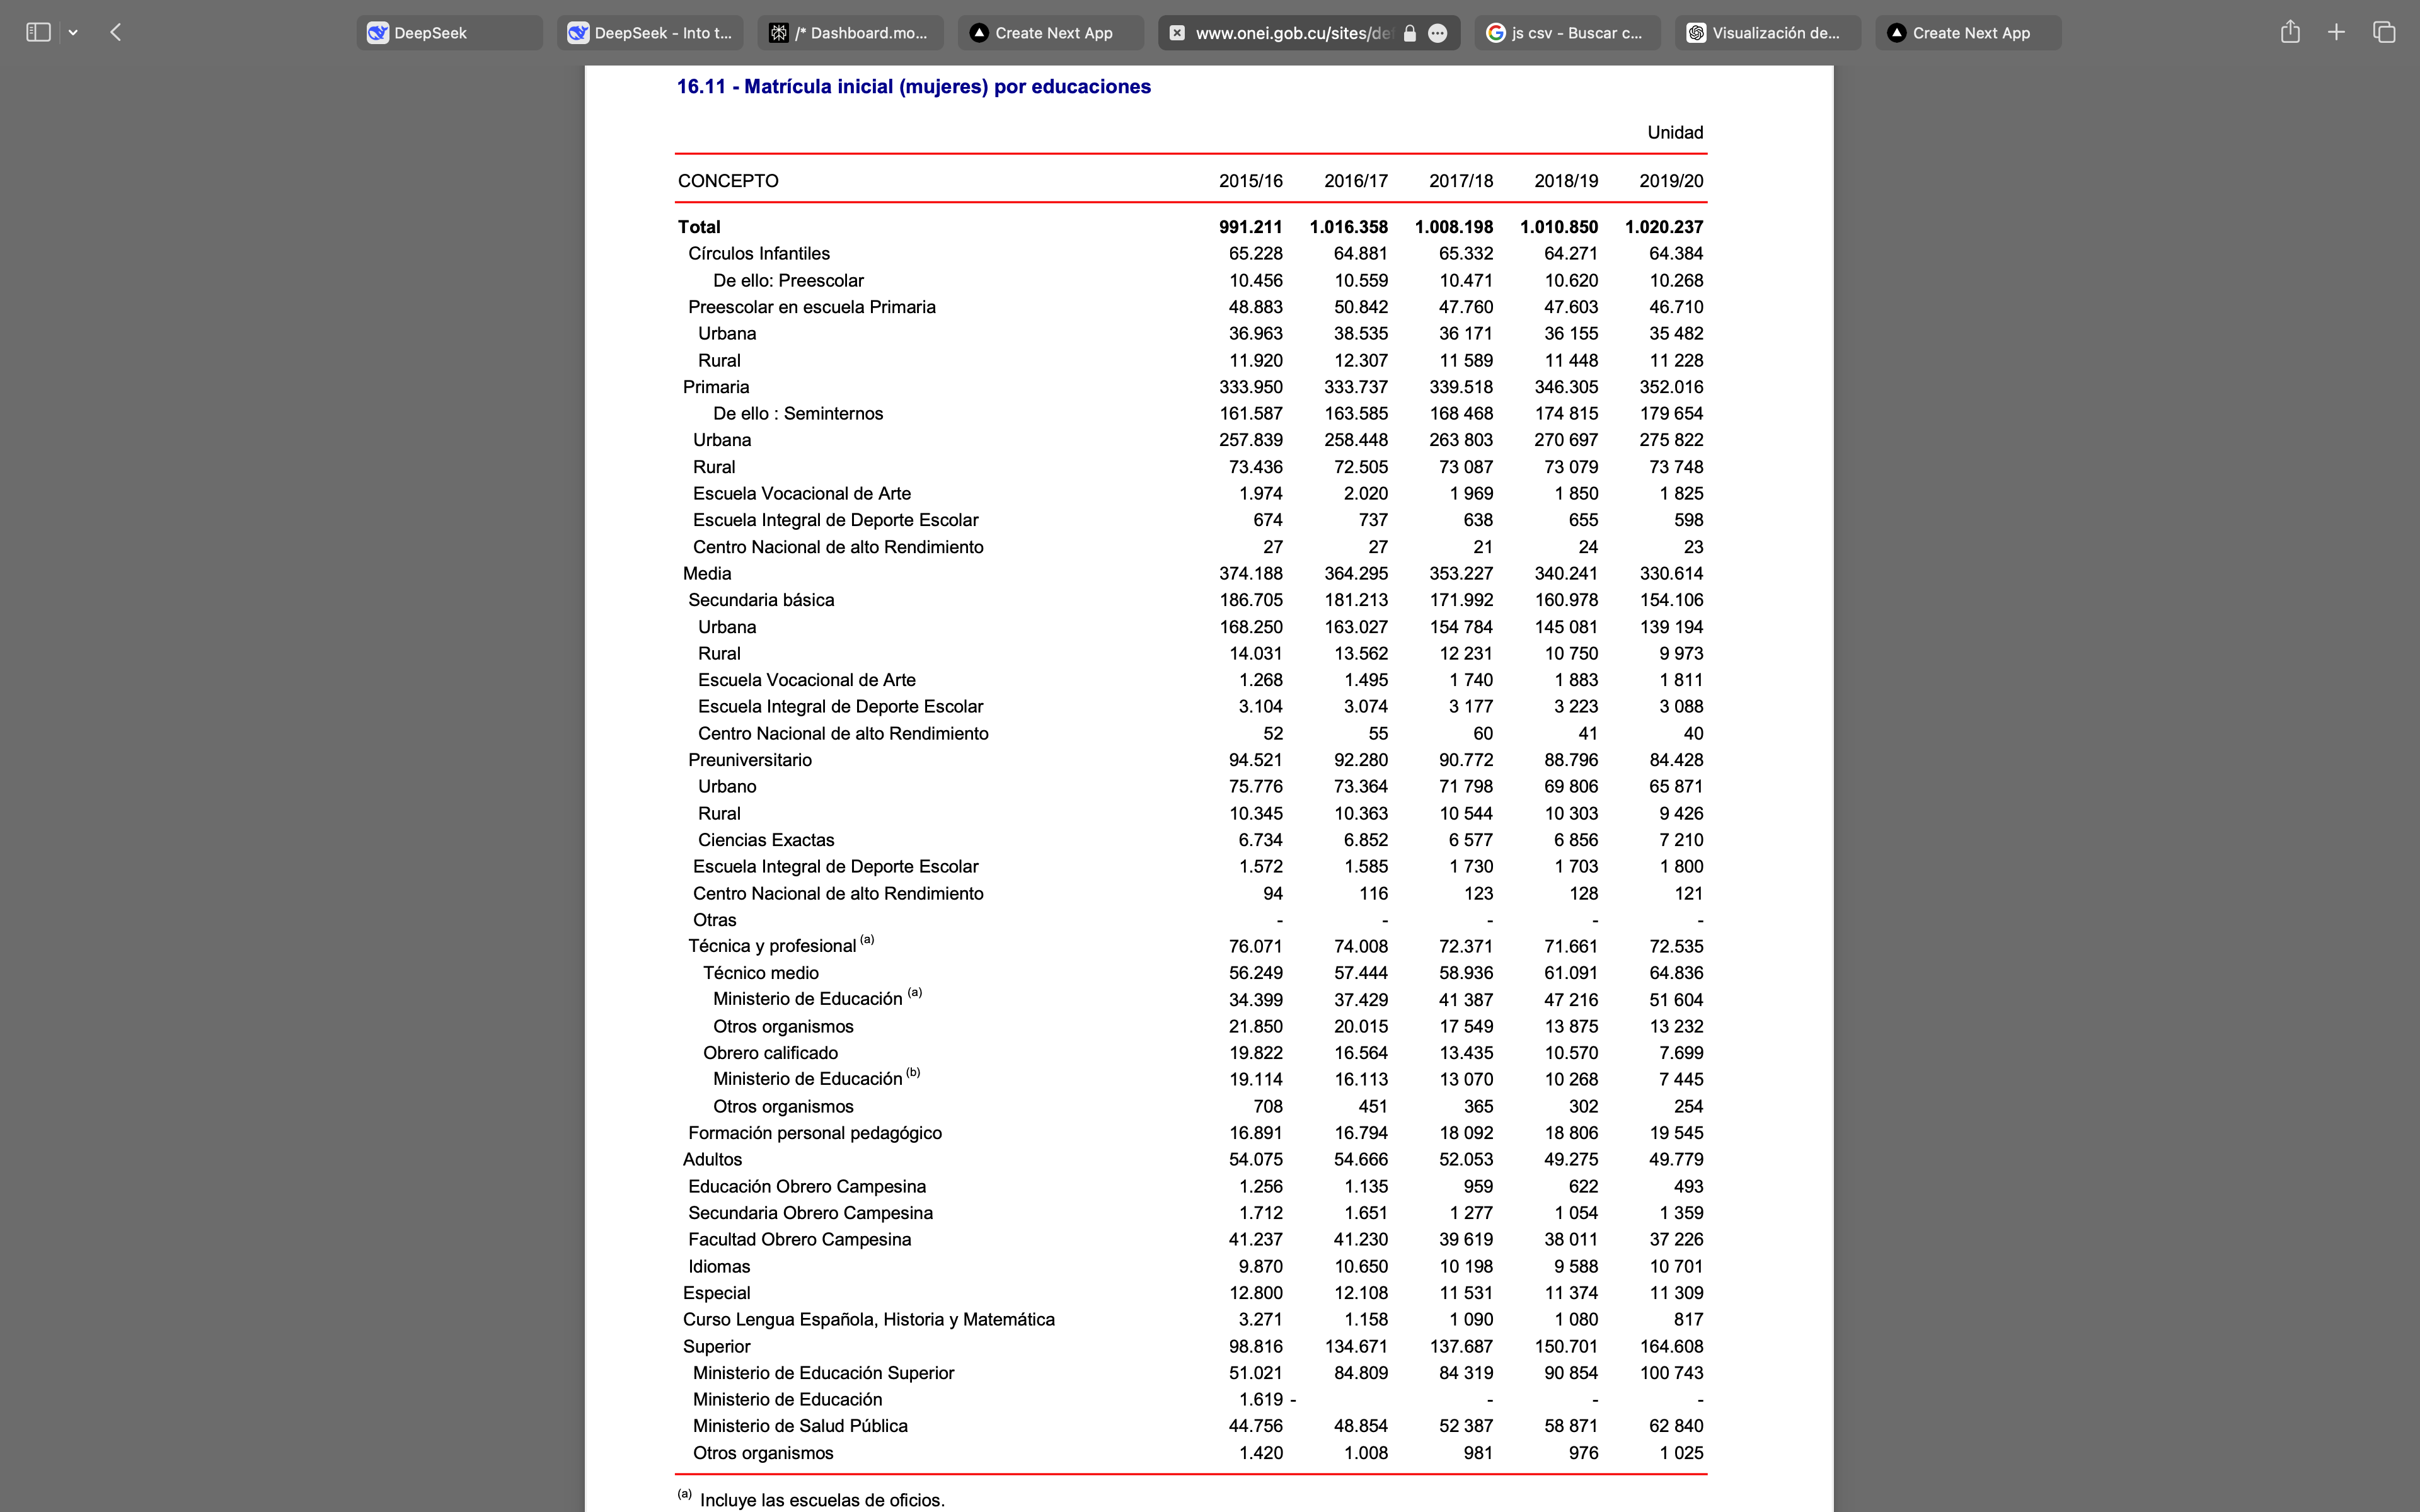 DeepSeek
DeepSeek - Into t...
/* Dashboard.mo...
Create Next App
www.onei.gob.cu/sites/def
js csv - Buscar c...
Visualización de...
Create Next App
16.11 - Matrícula inicial (mujeres) por educaciones
Unidad
CONCEPTO 2015/16 2016/17 2017/18 2018/19 2019/20
Total 991.211 1.016.358 1.008.198 1.010.850 1.020.237
Círculos Infantiles 65.228 64.881 65.332 64.271 64.384
De ello: Preescolar 10.456 10.559 10.471 10.620 10.268
Preescolar en escuela Primaria 48.883 50.842 47.760 47.603 46.710
Urbana 36.963 38.535 36 171 36 155 35 482
Rural 11.920 12.307 11 589 11 448 11 228
Primaria 333.950 333.737 339.518 346.305 352.016
De ello : Seminternos 161.587 163.585 168 468 174 815 179 654
Urbana 257.839 258.448 263 803 270 697 275 822
Rural 73.436 72.505 73 087 73 079 73 748
Escuela Vocacional de Arte 1.974 2.020 1 969 1 850 1 825
Escuela Integral de Deporte Escolar 674 737 638 655 598
Centro Nacional de alto Rendimiento 27 27 21 24 23
Media 374.188 364.295 353.227 340.241 330.614
Secundaria básica 186.705 181.213 171.992 160.978 154.106
Urbana 168.250 163.027 154 784 145 081 139 194
Rural 14.031 13.562 12 231 10 750 9 973
Escuela Vocacional de Arte 1.268 1.495 1 740 1 883 1 811
Escuela Integral de Deporte Escolar 3.104 3.074 3 177 3 223 3 088
Centro Nacional de alto Rendimiento 52 55 60 41 40
Preuniversitario 94.521 92.280 90.772 88.796 84.428
Urbano 75.776 73.364 71 798 69 806 65 871
Rural 10.345 10.363 10 544 10 303 9 426
Ciencias Exactas 6.734 6.852 6 577 6 856 7 210
Escuela Integral de Deporte Escolar 1.572 1.585 1 730 1 703 1 800
Centro Nacional de alto Rendimiento 94 116 123 128 121
Otras - - - - -
Técnica y profesional (a) 76.071 74.008 72.371 71.661 72.535
Técnico medio 56.249 57.444 58.936 61.091 64.836
Ministerio de Educación (a) 34.399 37.429 41 387 47 216 51 604
Otros organismos 21.850 20.015 17 549 13 875 13 232
Obrero calificado 19.822 16.564 13.435 10.570 7.699
Ministerio de Educación (b) 19.114 16.113 13 070 10 268 7 445
Otros organismos 708 451 365 302 254
Formación personal pedagógico 16.891 16.794 18 092 18 806 19 545
Adultos 54.075 54.666 52.053 49.275 49.779
Educación Obrero Campesina 1.256 1.135 959 622 493
Secundaria Obrero Campesina 1.712 1.651 1 277 1 054 1 359
Facultad Obrero Campesina 41.237 41.230 39 619 38 011 37 226
Idiomas 9.870 10.650 10 198 9 588 10 701
Especial 12.800 12.108 11 531 11 374 11 309
Curso Lengua Española, Historia y Matemática 3.271 1.158 1 090 1 080 817
Superior 98.816 134.671 137.687 150.701 164.608
Ministerio de Educación Superior 51.021 84.809 84 319 90 854 100 743
Ministerio de Educación 1.619 - - - -
Ministerio de Salud Pública 44.756 48.854 52 387 58 871 62 840
Otros organismos 1.420 1.008 981 976 1 025
(a) Incluye las escuelas de oficios.